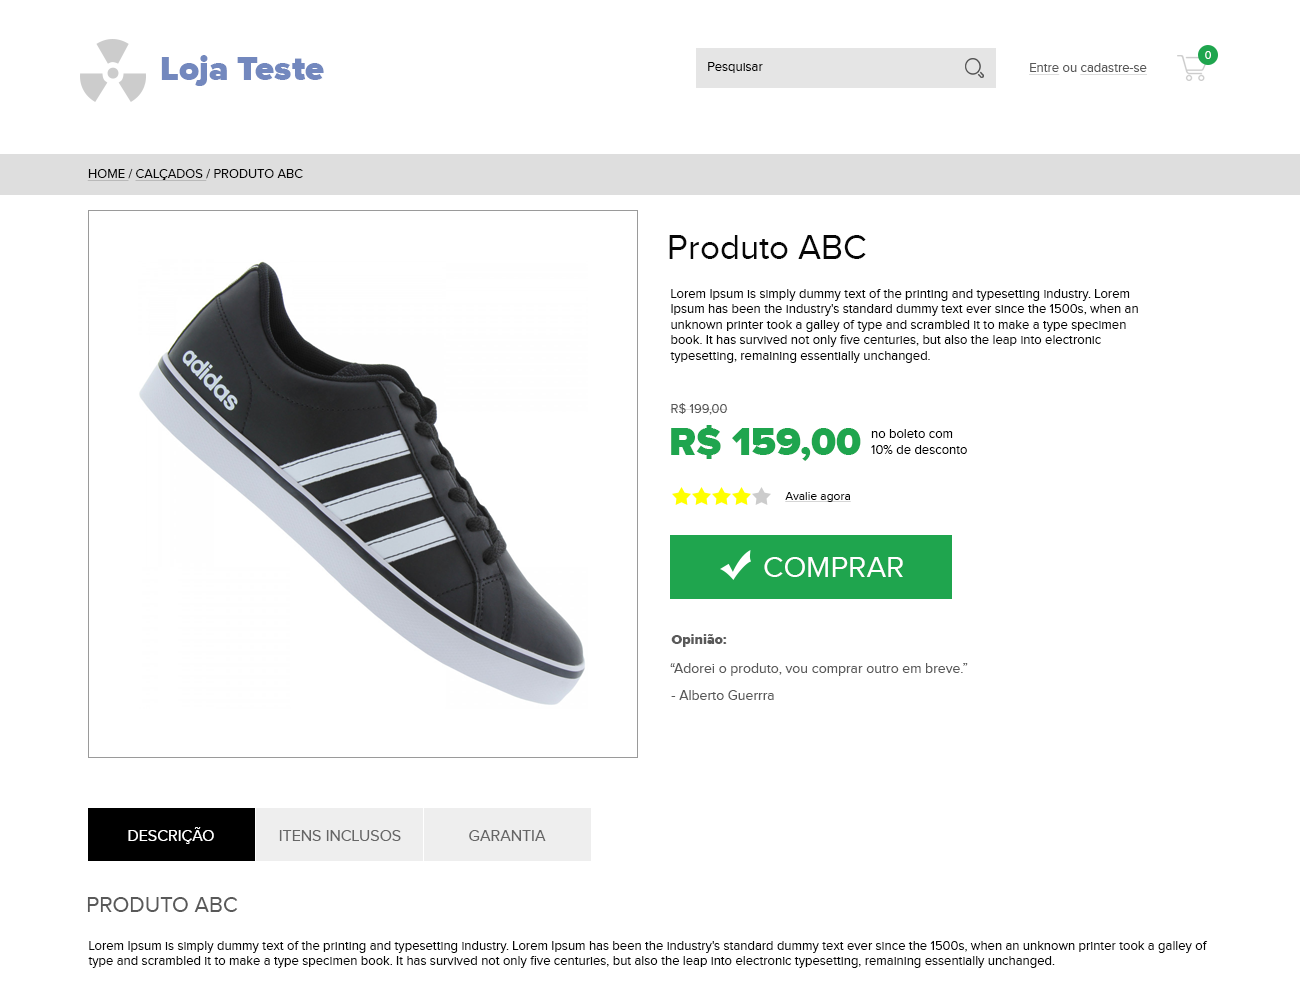 Loja Teste
Pesquisar
Entre ou cadastre-se
0
HOME / CALÇADOS / PRODUTO ABC
adidas
Produto ABC
Lorem Ipsum is simply dummy text of the printing and typesetting industry. Lorem
Ipsum has been the industry's standard dummy text ever since the 1500s, when an
unknown printer took a galley of type and scrambled it to make a type specimen
book. It has survived not only five centuries, but also the leap into electronic
typesetting, remaining essentially unchanged.
R$ 199,00
R$ 159,00
no boleto com
10% de desconto
Avalie agora
COMPRAR
Opinião:
“Adorei o produto, vou comprar outro em breve.”
- Alberto Guerrra
DESCRIÇÃO
ITENS INCLUSOS
GARANTIA
PRODUTO ABC
Lorem Ipsum is simply dummy text of the printing and typesetting industry. Lorem Ipsum has been the industry's standard dummy text ever since the 1500s, when an unknown printer took a galley of
type and scrambled it to make a type specimen book. It has survived not only five centuries, but also the leap into electronic typesetting, remaining essentially unchanged.